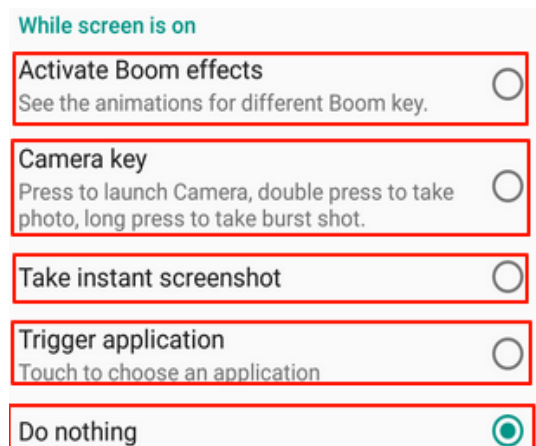 While screen is on
Activate Boom effects
See the animations for different Boom key.
Camera key
Press to launch Camera, double press to take
photo, long press to take burst shot.
Take instant screenshot
Trigger application
Touch to choose an application
Do nothing